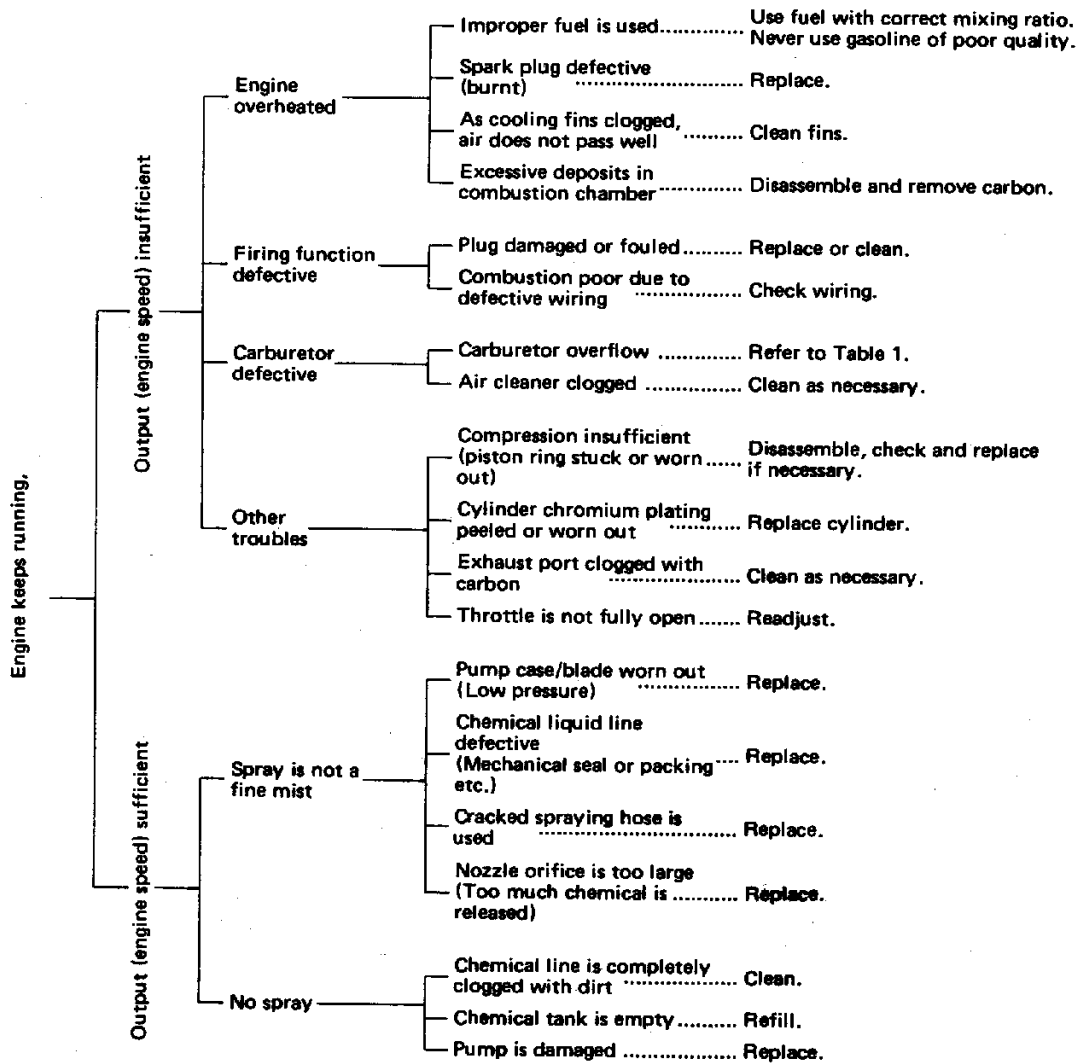 Engine keeps running,
Output (engine speed) insufficient
Engine
overheated
Improper fuel is used.............. Use fuel with correct mixing ratio.
Never use gasoline of poor quality.
Spark plug defective
(burnt) .............................. Replace.
As cooling fins clogged,
air does not pass well ........... Clean fins.
Excessive deposits in
combustion chamber ............... Disassemble and remove carbon.
Firing function
defective
Plug damaged or fouled.......... Replace or clean.
Combustion poor due to
defective wiring .................... Check wiring.
Carburetor
defective
Carburetor overflow ............... Refer to Table 1.
Air cleaner clogged ................ Clean as necessary.
Other
troubles
Compression insufficient
(piston ring stuck or worn ...... Disassemble, check and replace
out) if necessary.
Cylinder chromium plating
peeled or worn out .............. Replace cylinder.
Exhaust port clogged with
carbon ......................... Clean as necessary.
Throttle is not fully open ....... Readjust.
Output (engine speed) sufficient
Spray is not a
fine mist
Pump case/blade worn out
(Low pressure) .................... Replace.
Chemical liquid line
defective
(Mechanical seal or packing .... Replace.
etc.)
Cracked spraying hose is
used .................................. Replace.
Nozzle orifice is too large
(Too much chemical is ........... Replace.
released)
No spray
Chemical line is completely
clogged with dirt ................... Clean.
Chemical tank is empty.......... Refill.
Pump is damaged .................. Replace.